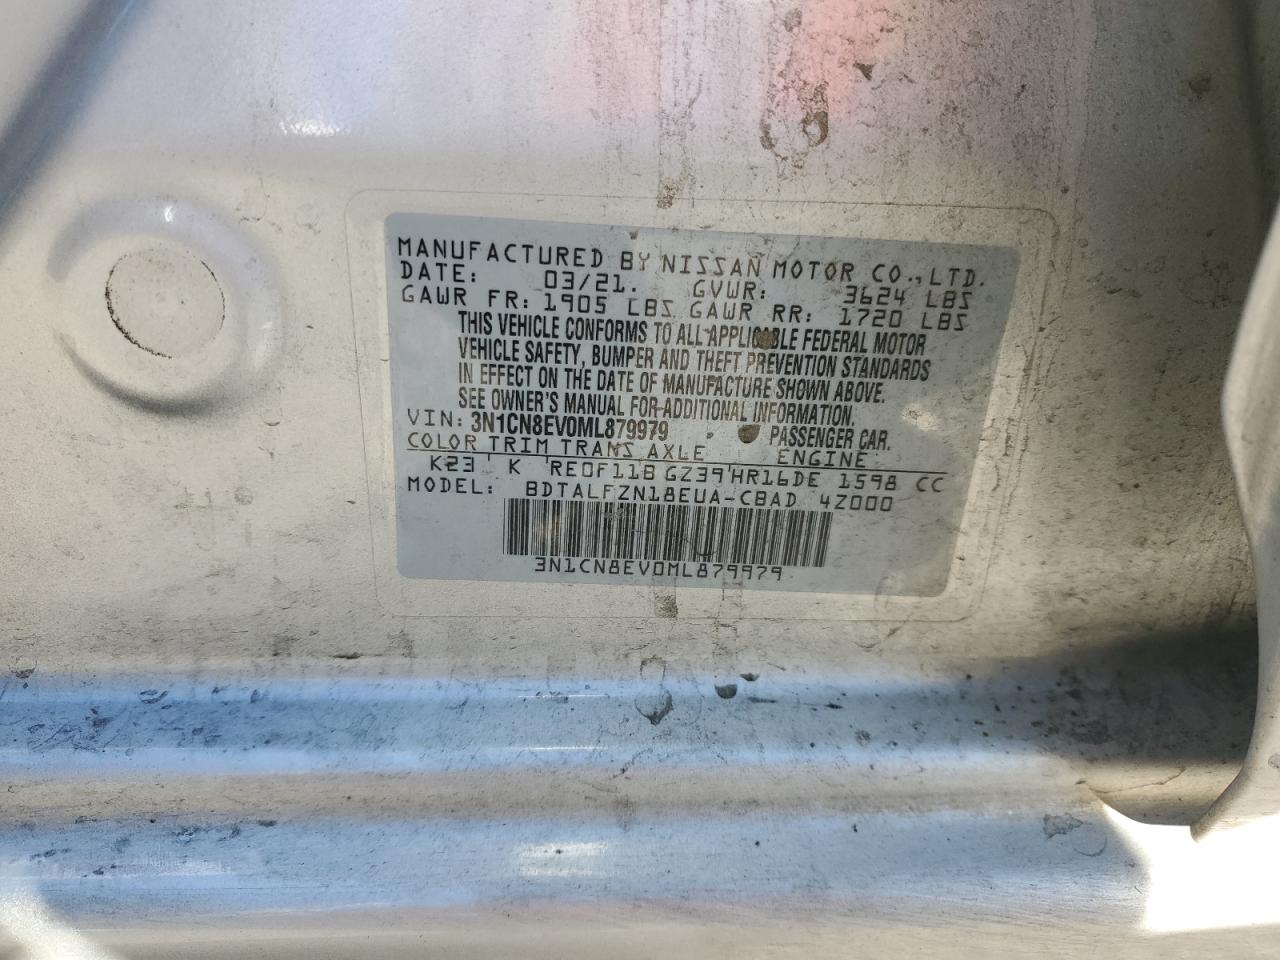 MANUFACTURED BY NISSAN MOTOR CO., LTD.
DATE: 03/21. GVWR: 3624 LBS
GAWR FR: 1905 LBS GAWR RR: 1720 LBS
THIS VEHICLE CONFORMS TO ALL APPLICABLE FEDERAL MOTOR
VEHICLE SAFETY, BUMPER AND THEFT PREVENTION STANDARDS
IN EFFECT ON THE DATE OF MANUFACTURE SHOWN ABOVE.
SEE OWNER'S MANUAL FOR ADDITIONAL INFORMATION.
VIN: 3N1CN8EV0ML879979 PASSENGER CAR.
COLOR TRIM TRANS AXLE ENGINE
K23 K RE0F11B GZ39 HR16DE 1598 CC
MODEL: BDTALFZN18EUA-CBAD 4Z000
3N1CN8EV0ML879979